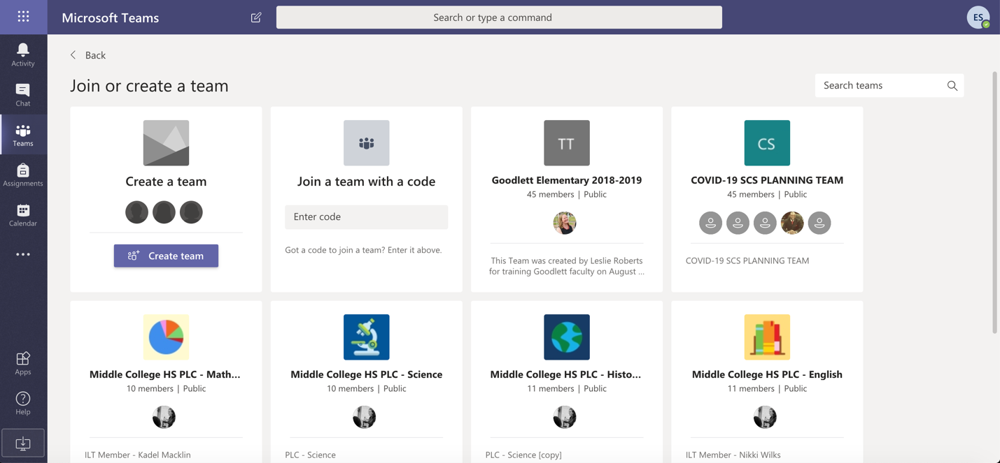 Microsoft Teams
Search or type a command
ES
Activity
Chat
Teams
Assignments
Calendar
Apps
Help
Back
Join or create a team
Search teams
Create a team
Create team
Join a team with a code
Enter code
Got a code to join a team? Enter it above.
TT
Goodlett Elementary 2018-2019
45 members | Public
This Team was created by Leslie Roberts
for training Goodlett faculty on August ...
CS
COVID-19 SCS PLANNING TEAM
45 members | Public
COVID-19 SCS PLANNING TEAM
Middle College HS PLC - Math...
10 members | Public
ILT Member - Kadel Macklin
Middle College HS PLC - Science
10 members | Public
PLC - Science
Middle College HS PLC - Histo...
11 members | Public
PLC - Science [copy]
Middle College HS PLC - English
11 members | Public
ILT Member - Nikki Wilks